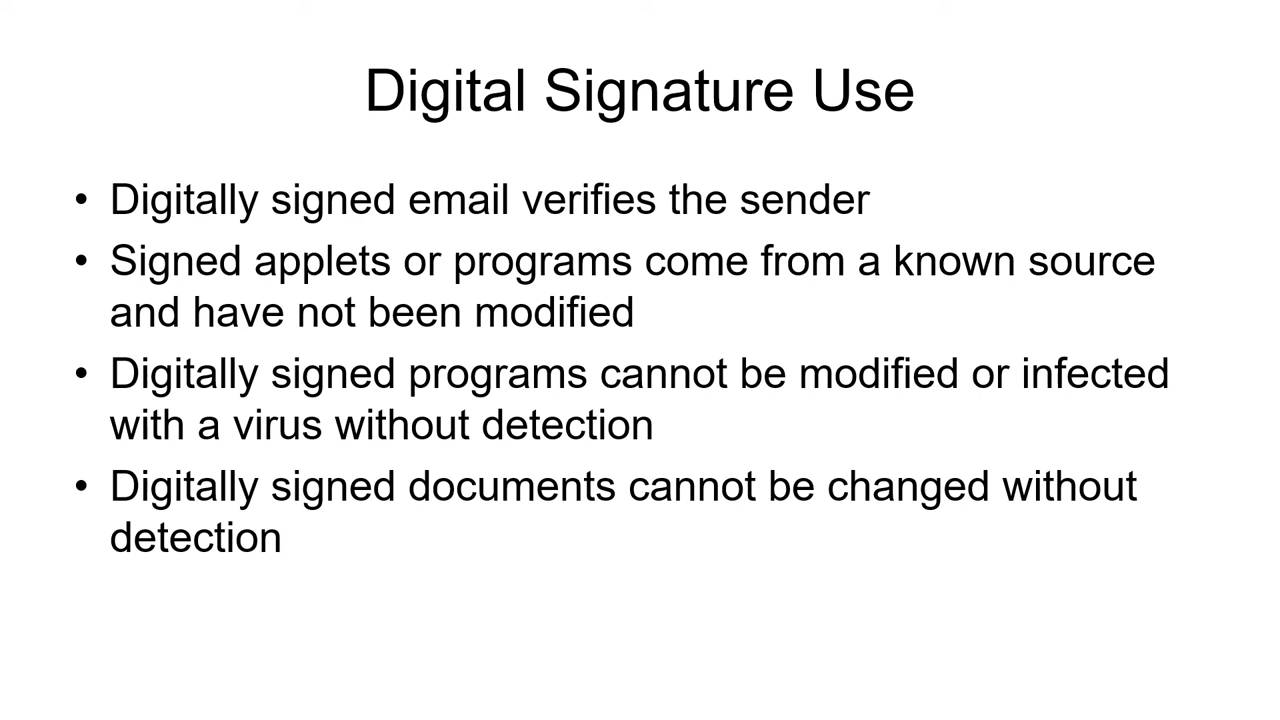 Digital Signature Use
• Digitally signed email verifies the sender
• Signed applets or programs come from a known source
and have not been modified
• Digitally signed programs cannot be modified or infected
with a virus without detection
• Digitally signed documents cannot be changed without
detection